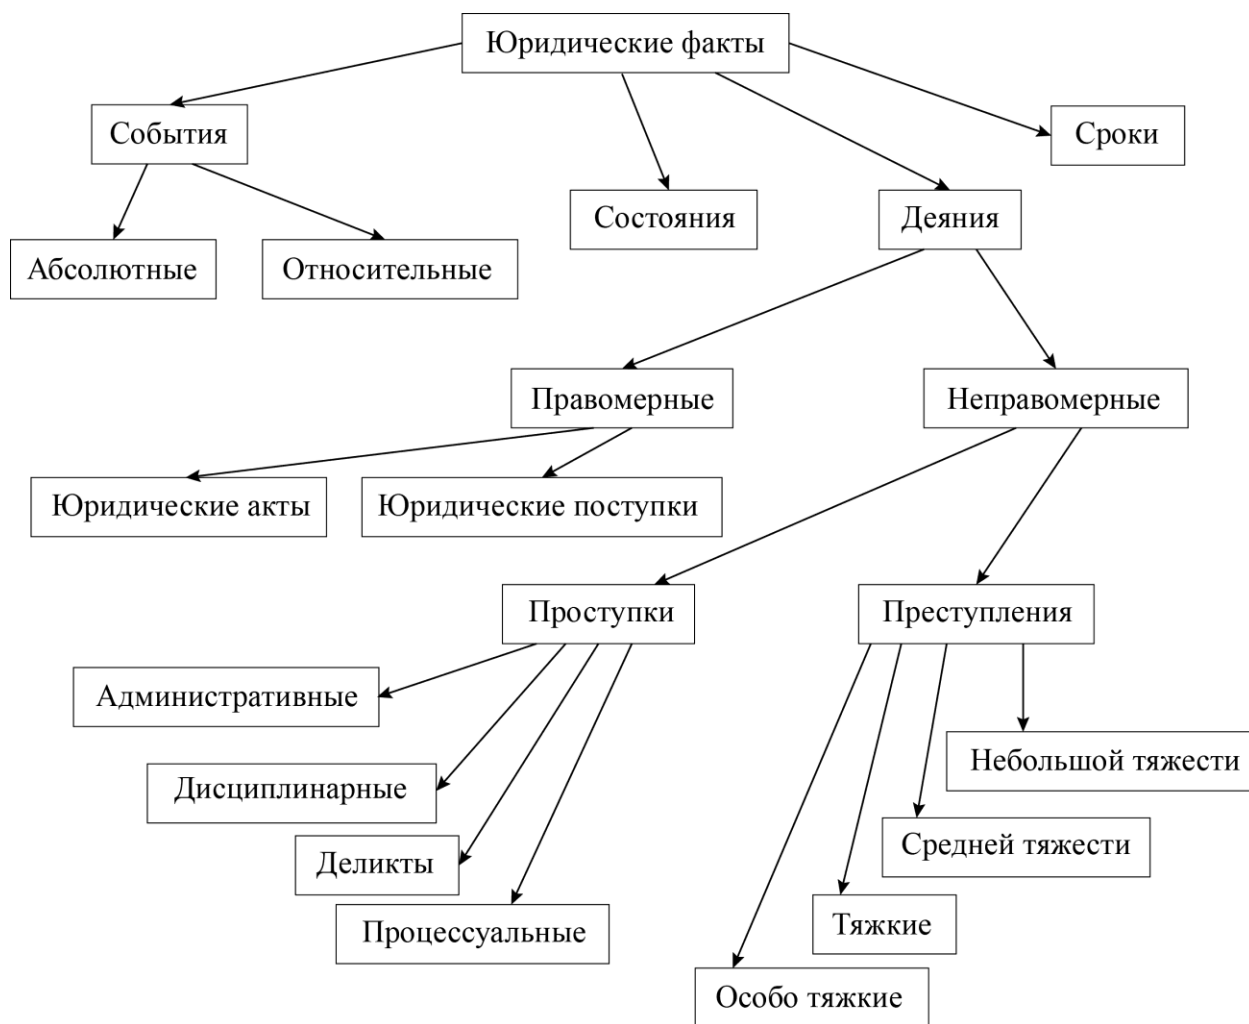 Юридические факты
События
Сроки
Состояния
Деяния
Абсолютные
Относительные
Правомерные
Неправомерные
Юридические акты
Юридические поступки
Проступки
Преступления
Административные
Небольшой тяжести
Дисциплинарные
Средней тяжести
Деликты
Тяжкие
Процессуальные
Особо тяжкие